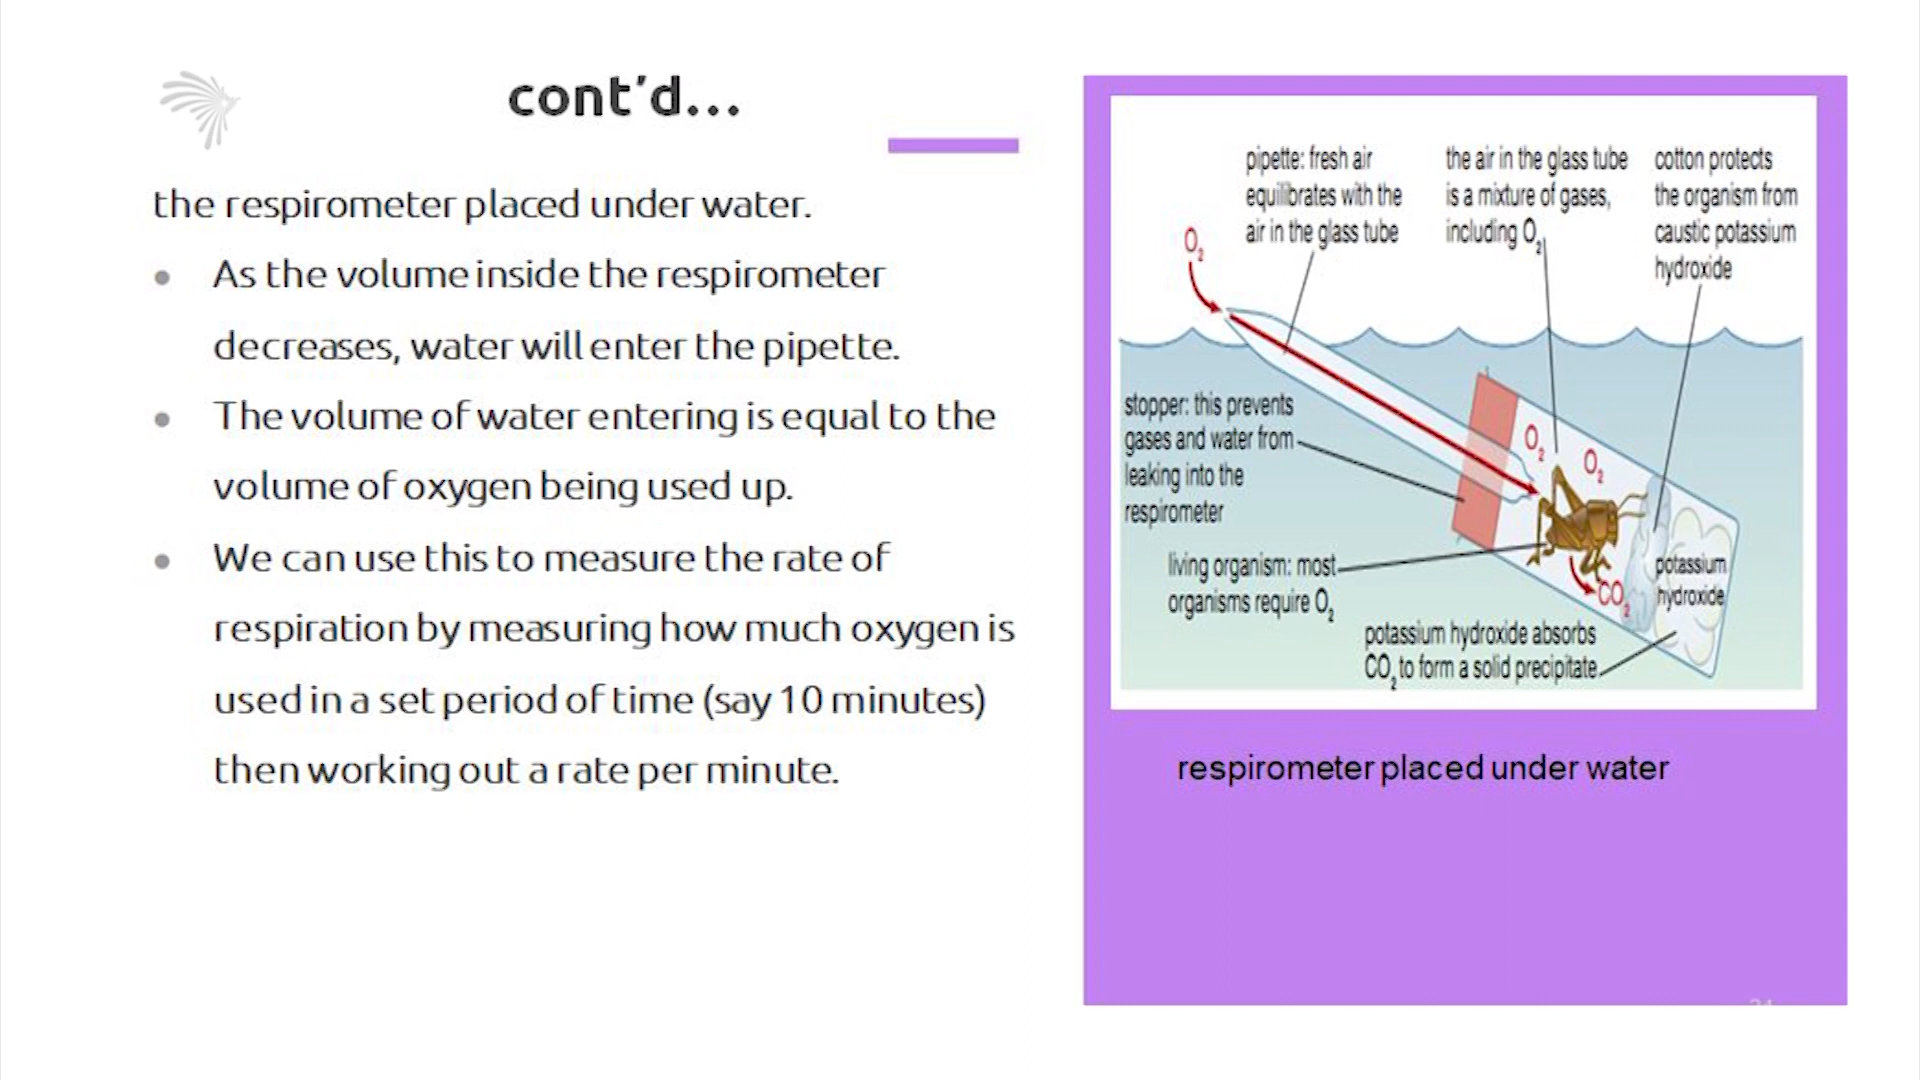 cont'd...
the respirometer placed under water.
As the volume inside the respirometer
decreases, water will enter the pipette.
The volume of water entering is equal to the
volume of oxygen being used up.
We can use this to measure the rate of
respiration by measuring how much oxygen is
used in a set period of time (say 10 minutes)
then working out a rate per minute.
pipette: fresh air
equilibrates with the
air in the glass tube
the air in the glass tube
is a mixture of gases,
including O₂
cotton protects
the organism from
caustic potassium
hydroxide
O₂
stopper: this prevents
gases and water from
leaking into the
respirometer
O₂
O₂
living organism: most
organisms require O₂
CO₂
potassium
hydroxide
potassium hydroxide absorbs
CO₂ to form a solid precipitate
respirometer placed under water